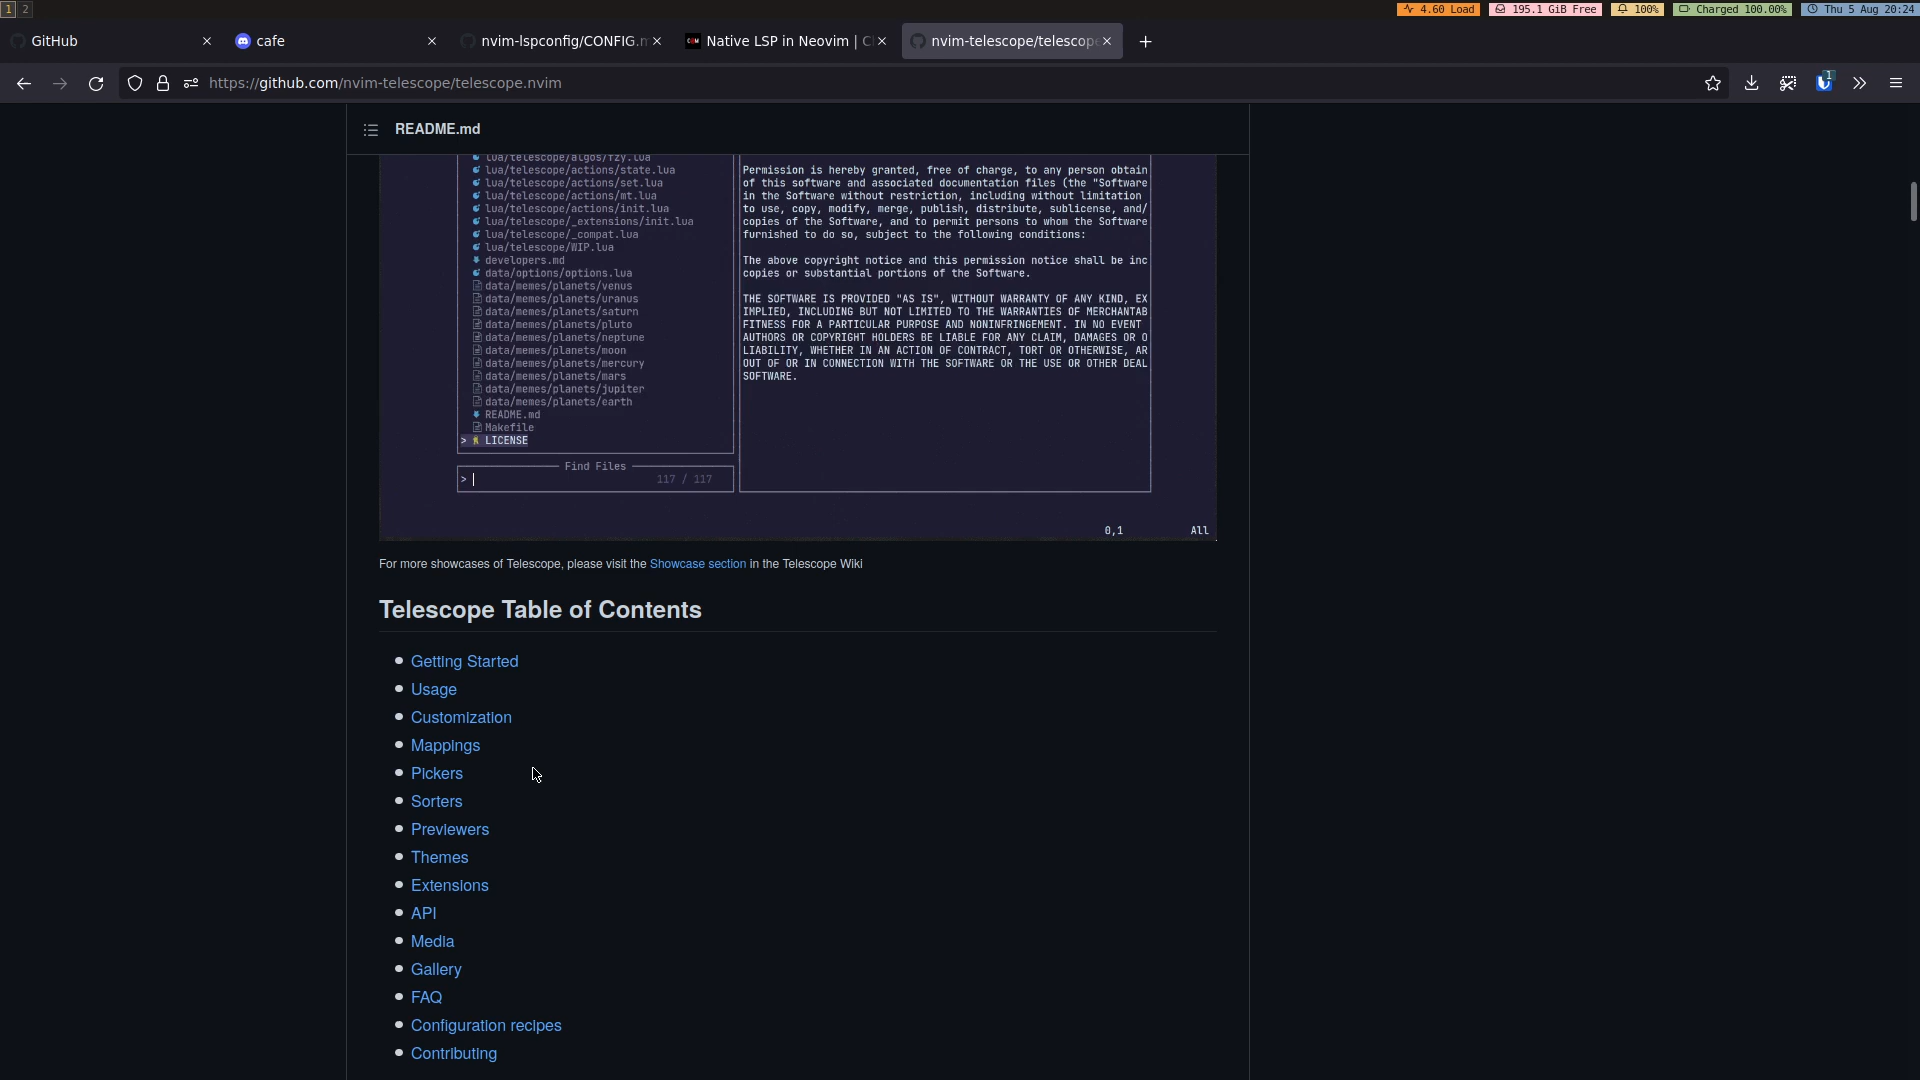 1 2 4.60 Load 195.1 GiB Free 100% Charged 100.00% Thu 5 Aug 20:24
GitHub cafe nvim-lspconfig/CONFIG.m Native LSP in Neovim | C nvim-telescope/telescope
https://github.com/nvim-telescope/telescope.nvim 1
README.md
lua/telescope/algos/fzy.lua
lua/telescope/actions/state.lua
lua/telescope/actions/set.lua
lua/telescope/actions/mt.lua
lua/telescope/actions/init.lua
lua/telescope/_extensions/init.lua
lua/telescope/_compat.lua
lua/telescope/WIP.lua
developers.md
data/options/options.lua
data/memes/planets/venus
data/memes/planets/uranus
data/memes/planets/saturn
data/memes/planets/pluto
data/memes/planets/neptune
data/memes/planets/moon
data/memes/planets/mercury
data/memes/planets/mars
data/memes/planets/jupiter
data/memes/planets/earth
README.md
Makefile
> LICENSE
Find Files
> 117 / 117
Permission is hereby granted, free of charge, to any person obtain
of this software and associated documentation files (the "Software
in the Software without restriction, including without limitation
to use, copy, modify, merge, publish, distribute, sublicense, and/
copies of the Software, and to permit persons to whom the Software
furnished to do so, subject to the following conditions:
The above copyright notice and this permission notice shall be inc
copies or substantial portions of the Software.
THE SOFTWARE IS PROVIDED "AS IS", WITHOUT WARRANTY OF ANY KIND, EX
IMPLIED, INCLUDING BUT NOT LIMITED TO THE WARRANTIES OF MERCHANTAB
FITNESS FOR A PARTICULAR PURPOSE AND NONINFRINGEMENT. IN NO EVENT
AUTHORS OR COPYRIGHT HOLDERS BE LIABLE FOR ANY CLAIM, DAMAGES OR O
LIABILITY, WHETHER IN AN ACTION OF CONTRACT, TORT OR OTHERWISE, AR
OUT OF OR IN CONNECTION WITH THE SOFTWARE OR THE USE OR OTHER DEAL
SOFTWARE.
0,1 All
For more showcases of Telescope, please visit the Showcase section in the Telescope Wiki
Telescope Table of Contents
Getting Started
Usage
Customization
Mappings
Pickers
Sorters
Previewers
Themes
Extensions
API
Media
Gallery
FAQ
Configuration recipes
Contributing